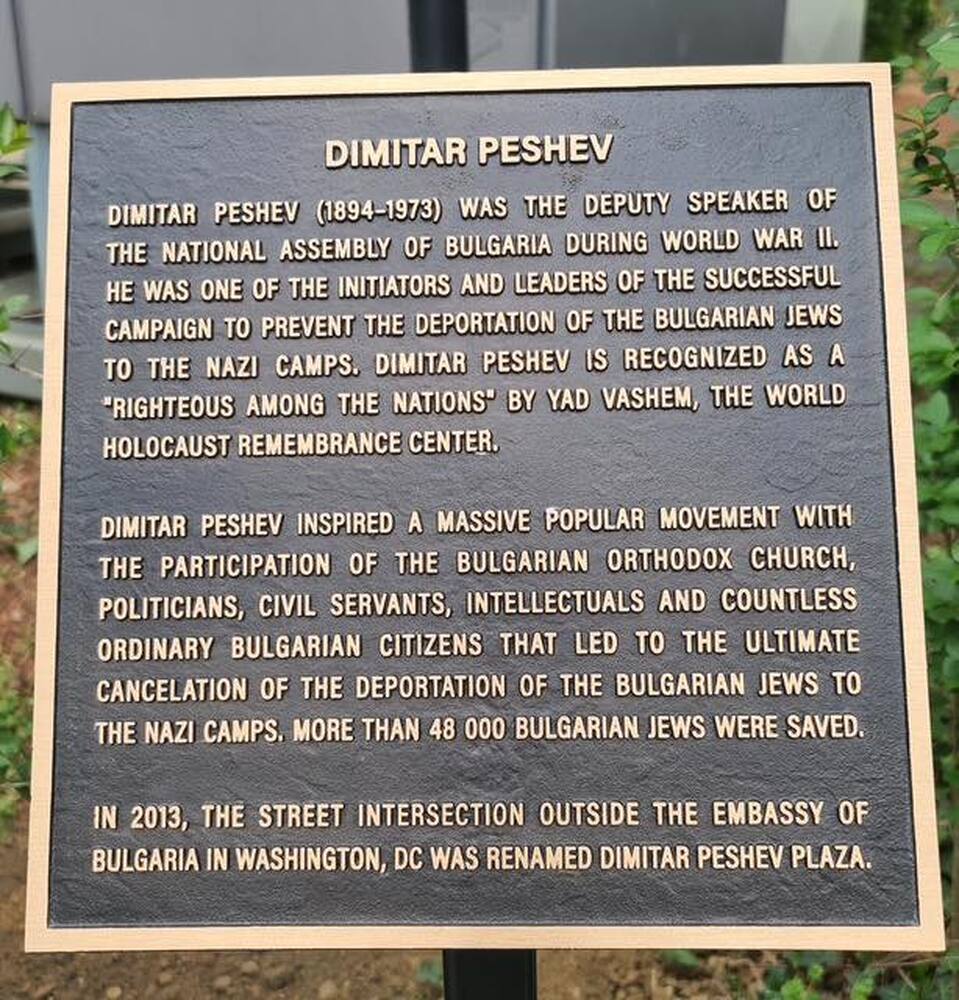 DIMITAR PESHEV
DIMITAR PESHEV (1894–1973) WAS THE DEPUTY SPEAKER OF
THE NATIONAL ASSEMBLY OF BULGARIA DURING WORLD WAR II.
HE WAS ONE OF THE INITIATORS AND LEADERS OF THE SUCCESSFUL
CAMPAIGN TO PREVENT THE DEPORTATION OF THE BULGARIAN JEWS
TO THE NAZI CAMPS. DIMITAR PESHEV IS RECOGNIZED AS A
"RIGHTEOUS AMONG THE NATIONS" BY YAD VASHEM, THE WORLD
HOLOCAUST REMEMBRANCE CENTER.
DIMITAR PESHEV INSPIRED A MASSIVE POPULAR MOVEMENT WITH
THE PARTICIPATION OF THE BULGARIAN ORTHODOX CHURCH,
POLITICIANS, CIVIL SERVANTS, INTELLECTUALS AND COUNTLESS
ORDINARY BULGARIAN CITIZENS THAT LED TO THE ULTIMATE
CANCELATION OF THE DEPORTATION OF THE BULGARIAN JEWS TO
THE NAZI CAMPS. MORE THAN 48 000 BULGARIAN JEWS WERE SAVED.
IN 2013, THE STREET INTERSECTION OUTSIDE THE EMBASSY OF
BULGARIA IN WASHINGTON, DC WAS RENAMED DIMITAR PESHEV PLAZA.